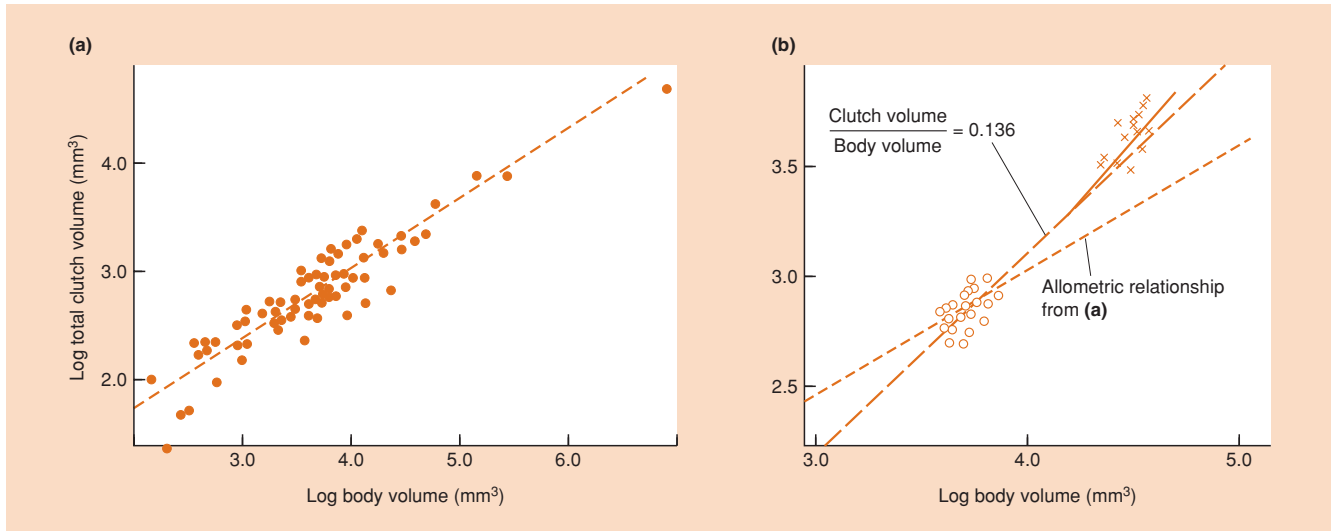 (a)
Log total clutch volume (mm³)
4.0
3.0
2.0
3.0
4.0
5.0
6.0
Log body volume (mm³)
(b)
Clutch volume
Body volume
= 0.136
3.5
3.0
2.5
Allometric relationship
from (a)
3.0
4.0
5.0
Log body volume (mm³)